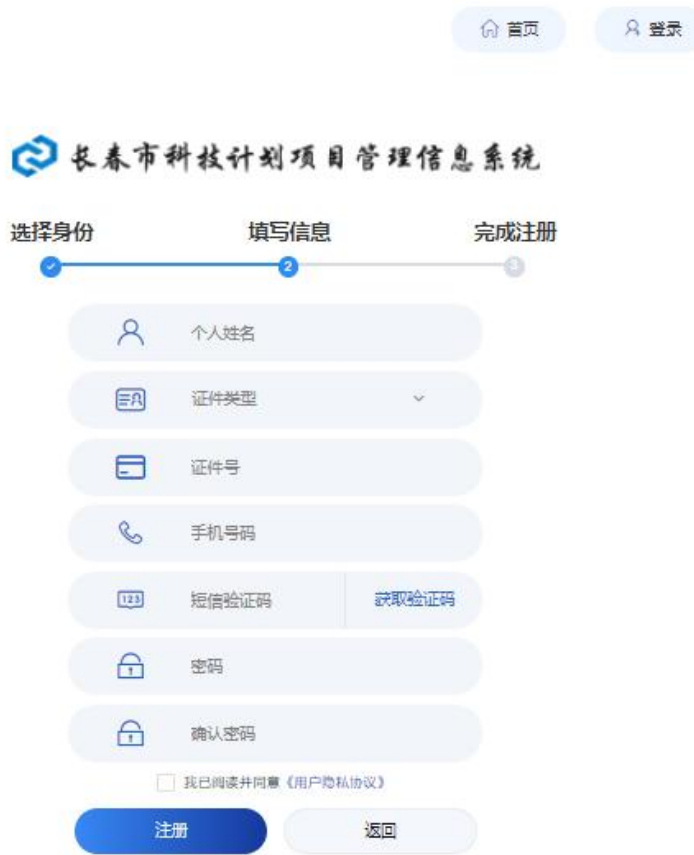 首页 登录
长春市科技计划项目管理信息系统
选择身份 填写信息 完成注册
2 3
个人姓名
证件类型
证件号
手机号码
123 短信验证码 获取验证码
密码
确认密码
我已阅读并同意《用户隐私协议》
注册 返回